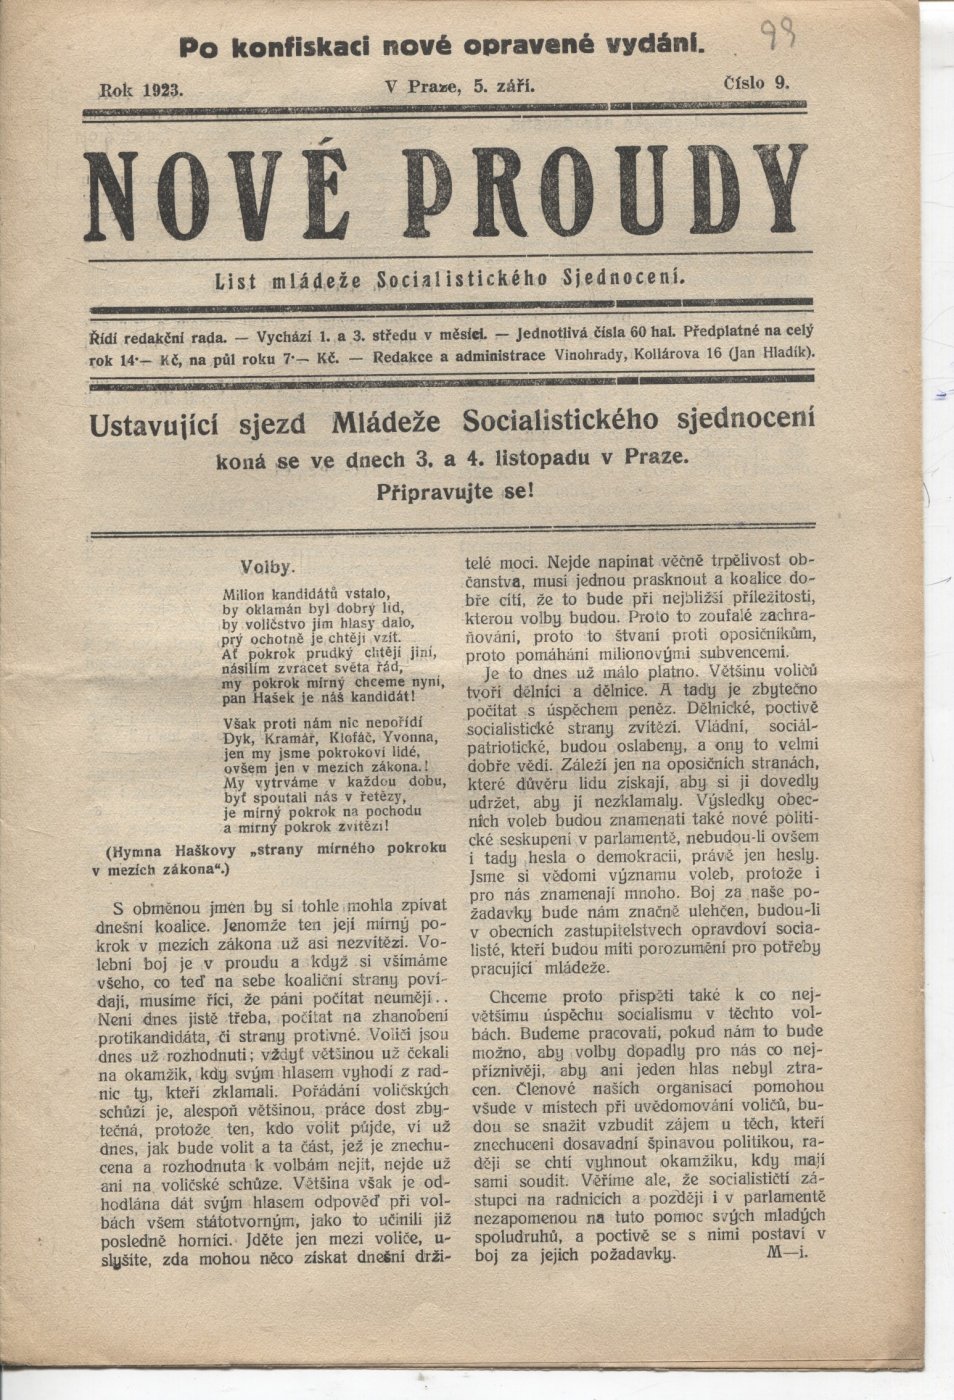 Po konfiskaci nové opravené vydání.
99
Rok 1923.
V Praze, 5. září.
Číslo 9.
NOVÉ PROUDY
List mládeže Socialistického Sjednocení.
Řídí redakční rada. — Vychází 1. a 3. středu v měsíci. — Jednotlivá čísla 60 hal. Předplatné na celý
rok 14·— Kč, na půl roku 7·— Kč. — Redakce a administrace Vinohrady, Kollárova 16 (Jan Hladík).
Ustavující sjezd Mládeže Socialistického sjednocení
koná se ve dnech 3. a 4. listopadu v Praze.
Připravujte se!
Volby.
Milion kandidátů vstalo,
by oklamán byl dobrý lid,
by voličstvo jim hlasy dalo,
prý ochotně je chtějí vzít.
Ať pokrok prudký chtějí jiní,
násilím zvracet světa řád,
my pokrok mírný chceme nyní,
pan Hašek je náš kandidát!
Však proti nám nic nepořídí
Dyk, Kramář, Klofáč, Yvonna,
jen my jsme pokrokoví lidé,
ovšem jen v mezích zákona.!
My vytrváme v každou dobu,
byť spoutali nás v řetězy,
je mírný pokrok na pochodu
a mírný pokrok zvítězí!
(Hymna Haškovy „strany mírného pokroku
v mezích zákona“.)
S obměnou jmen by si tohle mohla zpívat
dnešní koalice. Jenomže ten její mírný po-
krok v mezích zákona už asi nezvítězí. Vo-
lební boj je v proudu a když si všímáme
všeho, co teď na sebe koaliční strany poví-
dají, musíme říci, že páni počítat neumějí..
Není dnes jistě třeba, počítat na zhanobení
protikandidáta, či strany protivné. Voliči jsou
dnes už rozhodnuti; vždyť většinou už čekali
na okamžik, kdy svým hlasem vyhodí z rad-
nic ty, kteří zklamali. Pořádání voličských
schůzí je, alespoň většinou, práce dost zby-
tečná, protože ten, kdo volit půjde, ví už
dnes, jak bude volit a ta část, jež je znechu-
cena a rozhodnuta k volbám nejít, nejde už
ani na voličské schůze. Většina však je od-
hodlána dát svým hlasem odpověď při vol-
bách všem státotvorným, jako to učinili již
posledně horníci. Jděte jen mezi voliče, u-
slyšíte, zda mohou něco získat dnešní drži-
telé moci. Nejde napínat věčně trpělivost ob-
čanstva, musí jednou prasknout a koalice do-
bře cítí, že to bude při nejbližší příležitosti,
kterou volby budou. Proto to zoufalé zachra-
ňování, proto to štvaní proti oposičníkům,
proto pomáhání milionovými subvencemi.
Je to dnes už málo platno. Většinu voličů
tvoří dělníci a dělnice. A tady je zbytečno
počítat s úspěchem peněz. Dělnické, poctivě
socialistické strany zvítězí. Vládní, sociál-
patriotické, budou oslabeny, a ony to velmi
dobře vědí. Záleží jen na oposičních stranách,
které důvěru lidu získají, aby si ji dovedly
udržet, aby jí nezklamaly. Výsledky obec-
ních voleb budou znamenati také nové politi-
cké seskupení v parlamentě, nebudou-li ovšem
i tady hesla o demokracii, právě jen hesly.
Jsme si vědomi významu voleb, protože i
pro nás znamenají mnoho. Boj za naše po-
žadavky bude nám značně ulehčen, budou-li
v obecních zastupitelstvech opravdoví socia-
listé, kteří budou míti porozumění pro potřeby
pracující mládeže.
Chceme proto přispěti také k co nej-
většímu úspěchu socialismu v těchto vol-
bách. Budeme pracovati, pokud nám to bude
možno, aby volby dopadly pro nás co nej-
příznivěji, aby ani jeden hlas nebyl ztra-
cen. Členové našich organisací pomohou
všude v místech při uvědomování voličů, bu-
dou se snažit vzbudit zájem u těch, kteří
znechuceni dosavadní špinavou politikou, ra-
ději se chtí vyhnout okamžiku, kdy mají
sami soudit. Věříme ale, že socialističtí zá-
stupci na radnicích a později i v parlamentě
nezapomenou na tuto pomoc svých mladých
spoludruhů, a poctivě se s nimi postaví v
boj za jejich požadavky. M—i.